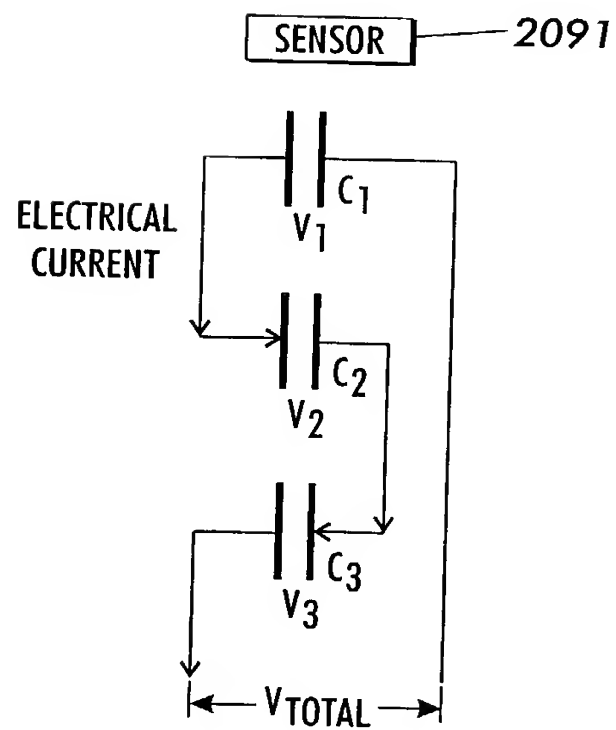 SENSOR
2091
C1
V1
ELECTRICAL
CURRENT
C2
V2
C3
V3
VTOTAL